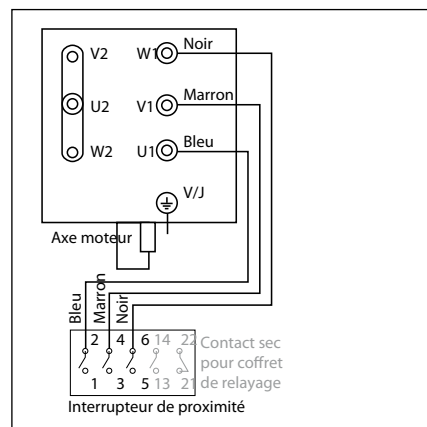 Noir
V2 W1
Marron
U2 V1
Bleu
W2 U1
V/J
Axe moteur
Bleu
Marron
Noir
2 4 6 14 22
Contact sec
pour coffret
de relayage
1 3 5 13 21
Interrupteur de proximité